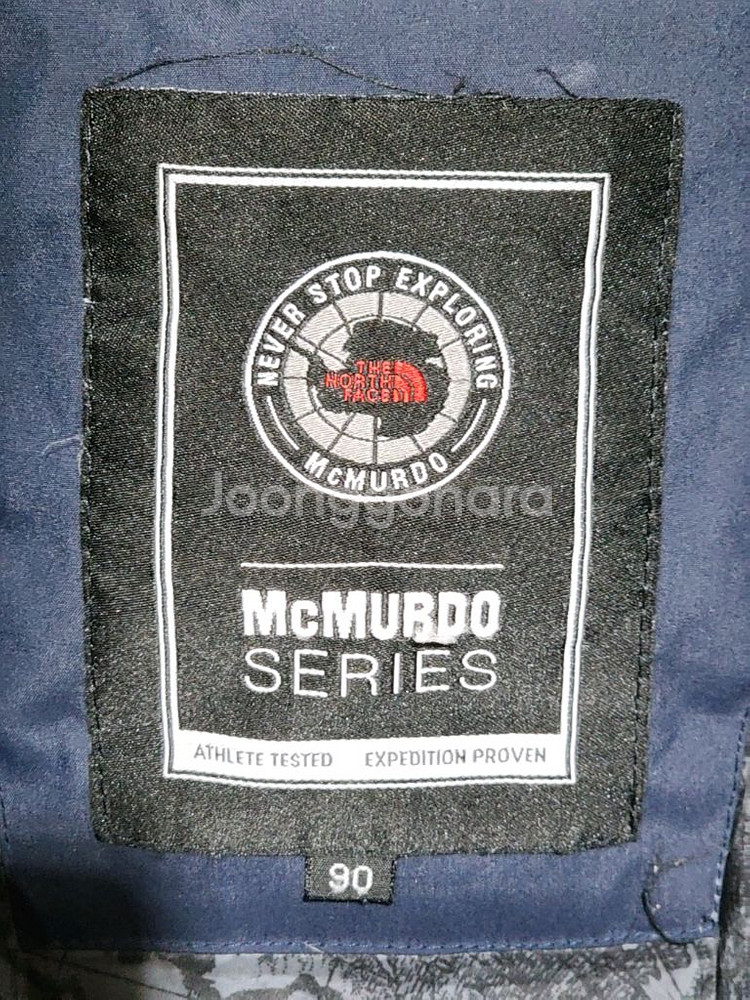 NEVER STOP EXPLORING
THE
NORTH
FACE
McMURDO
Joonggonara
McMURDO
SERIES
ATHLETE TESTED EXPEDITION PROVEN
90